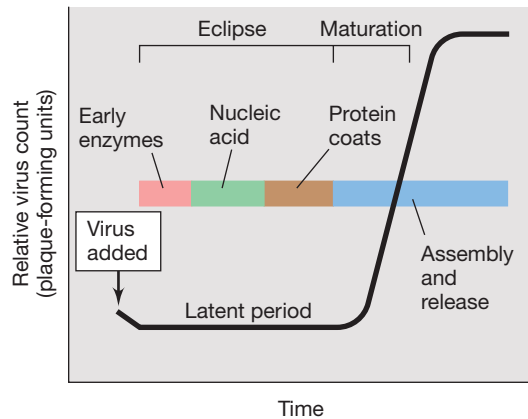 Eclipse
Maturation
Early
enzymes
Nucleic
acid
Protein
coats
Virus
added
Assembly
and
release
Latent period
Relative virus count
(plaque-forming units)
Time